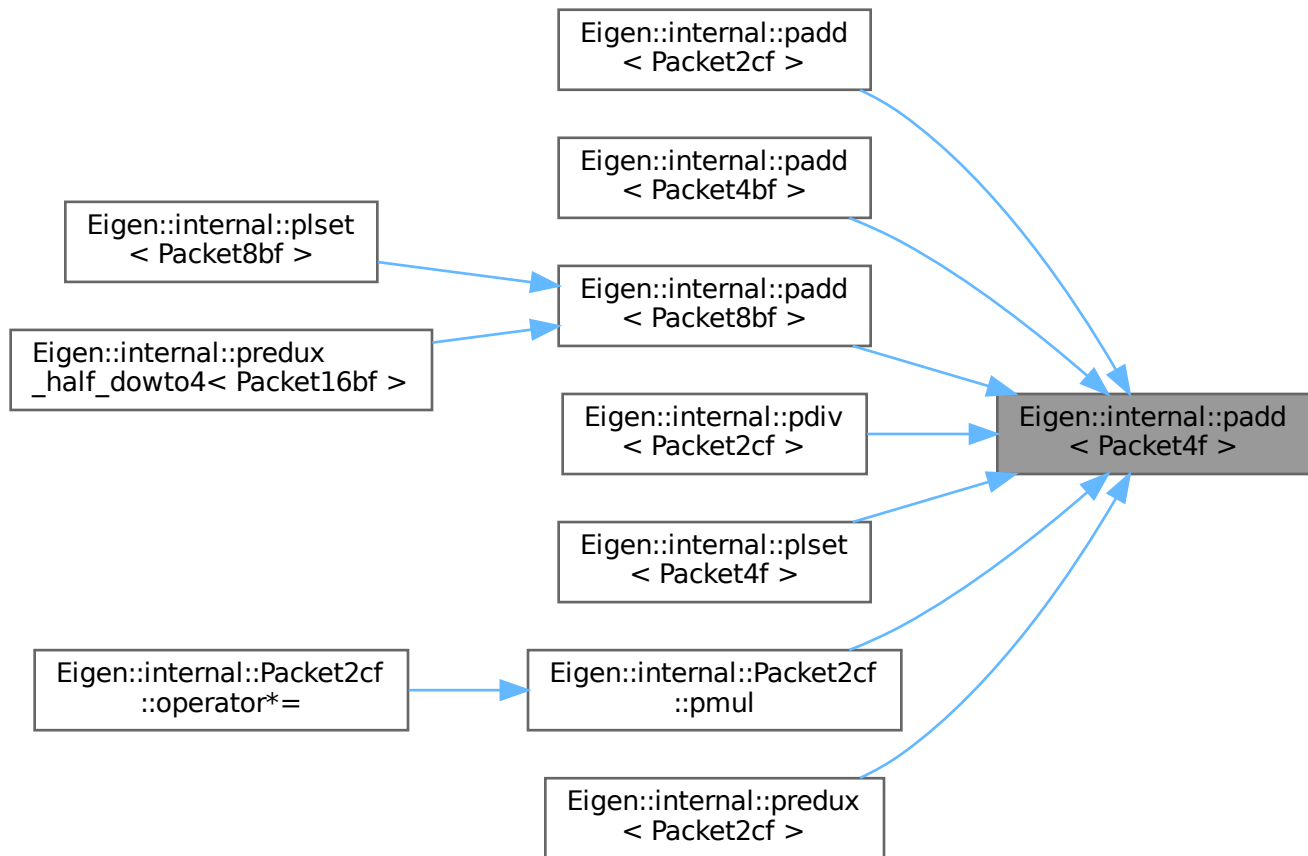 Eigen::internal::padd
< Packet2cf >
Eigen::internal::padd
< Packet4bf >
Eigen::internal::plset
< Packet8bf >
Eigen::internal::padd
< Packet8bf >
Eigen::internal::predux
_half_dowto4< Packet16bf >
Eigen::internal::pdiv
< Packet2cf >
Eigen::internal::padd
< Packet4f >
Eigen::internal::plset
< Packet4f >
Eigen::internal::Packet2cf
::operator*=
Eigen::internal::Packet2cf
::pmul
Eigen::internal::predux
< Packet2cf >